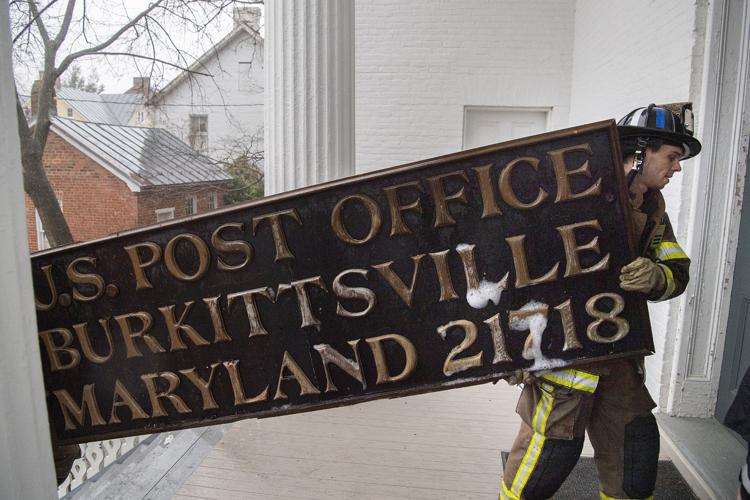 U.S. POST OFFICE
BURKITTSVILLE
MARYLAND 21718